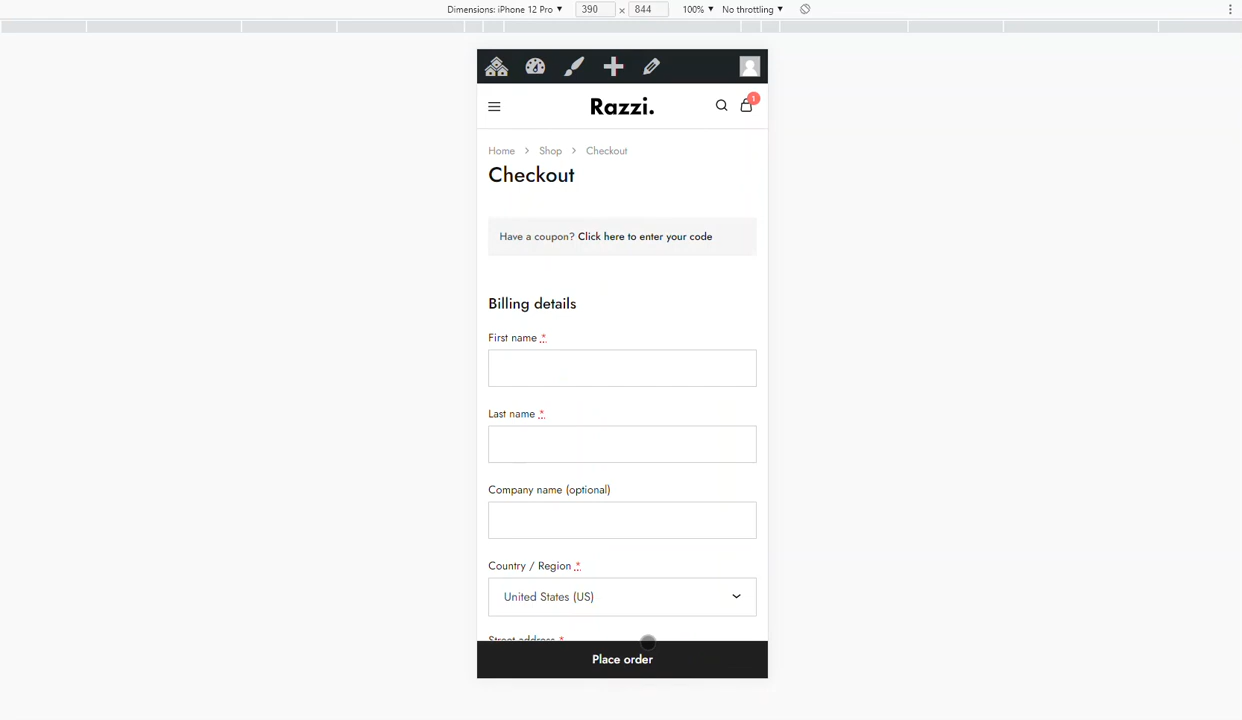 Dimensions: iPhone 12 Pro ▼ 390 × 844 100% ▼ No throttling ▼
Razzi. 1
Home > Shop > Checkout
Checkout
Have a coupon? Click here to enter your code
Billing details
First name *
Last name *
Company name (optional)
Country / Region *
United States (US)
Street address *
Place order